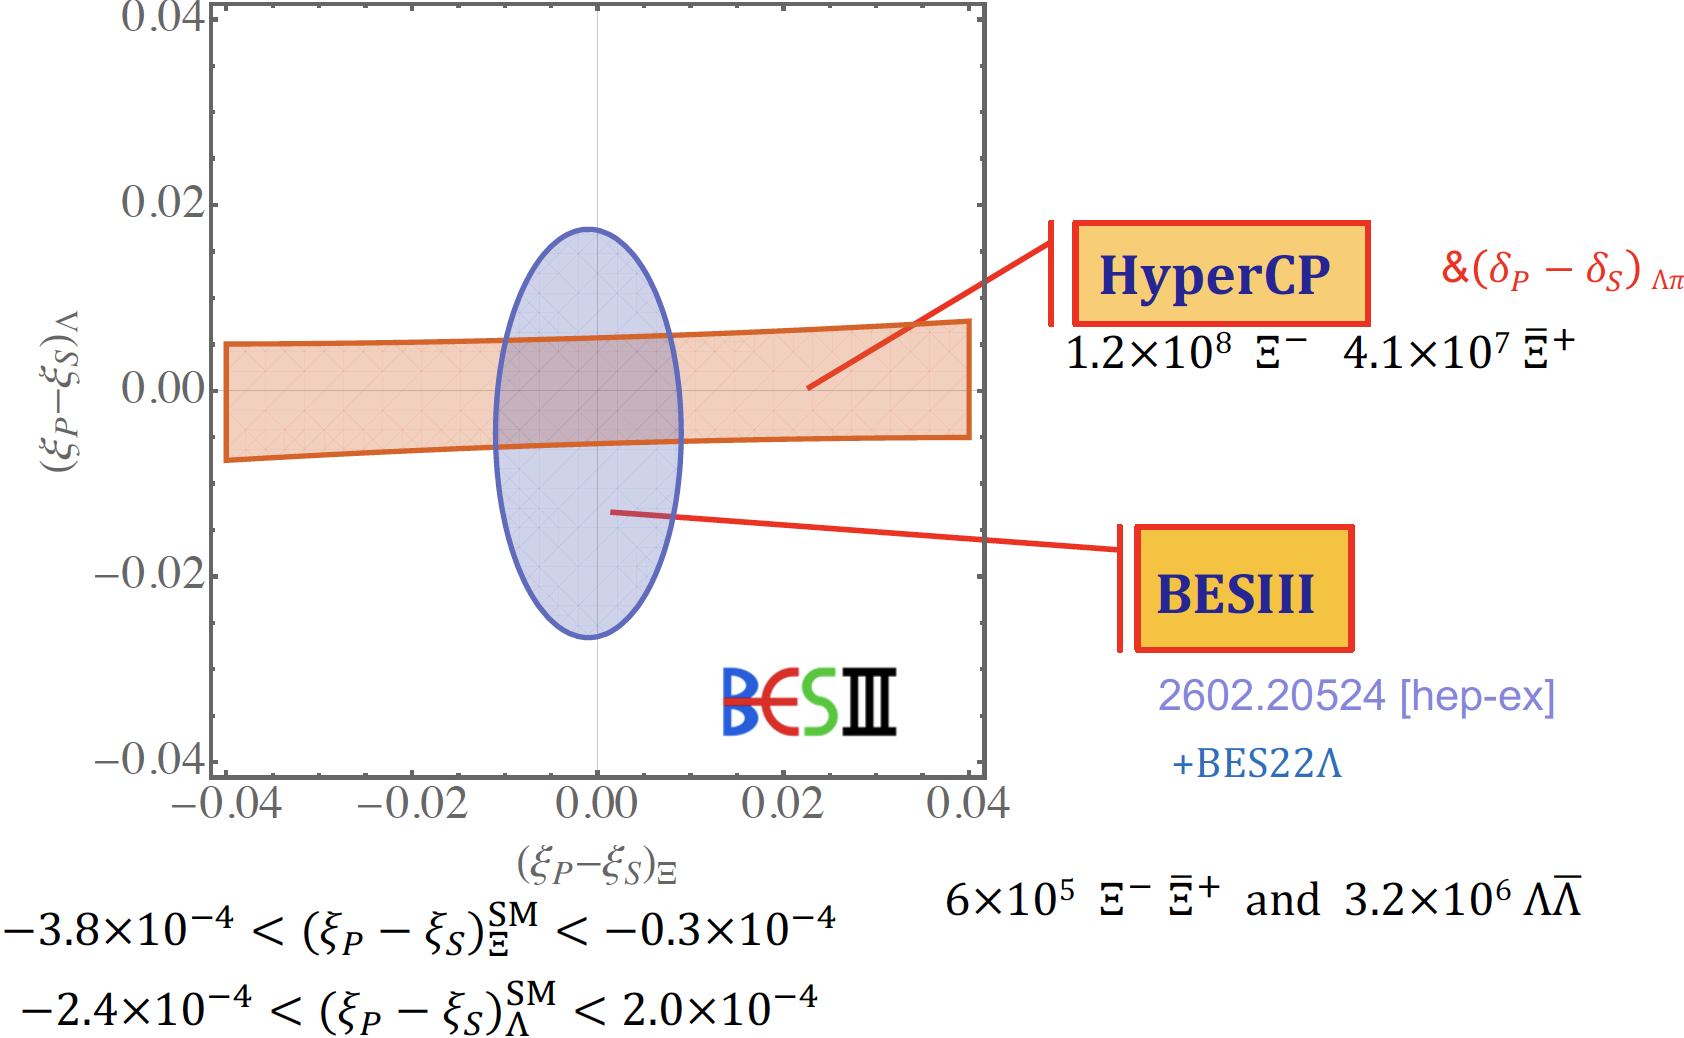 0.04
0.02
0.00
−0.02
−0.04
(ξP−ξS)Λ
−0.04 −0.02 0.00 0.02 0.04
(ξP−ξS)Ξ
HyperCP
&(δP − δS) Λπ
1.2×10⁸ Ξ⁻ 4.1×10⁷ Ξ̅⁺
BESIII
2602.20524 [hep-ex]
+BES22Λ
BESIII
6×10⁵ Ξ⁻ Ξ̅⁺ and 3.2×10⁶ ΛΛ̅
−3.8×10⁻⁴ < (ξP − ξS)ΞSM < −0.3×10⁻⁴
−2.4×10⁻⁴ < (ξP − ξS)ΛSM < 2.0×10⁻⁴